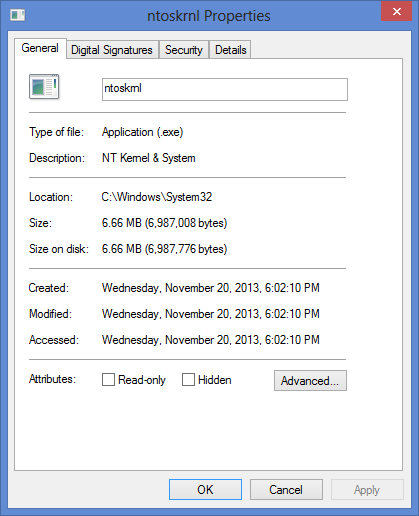 ntoskrnl Properties
General Digital Signatures Security Details
ntoskrnl
Type of file: Application (.exe)
Description: NT Kernel & System
Location: C:\Windows\System32
Size: 6.66 MB (6,987,008 bytes)
Size on disk: 6.66 MB (6,987,776 bytes)
Created: Wednesday, November 20, 2013, 6:02:10 PM
Modified: Wednesday, November 20, 2013, 6:02:10 PM
Accessed: Wednesday, November 20, 2013, 6:02:10 PM
Attributes: Read-only Hidden Advanced...
OK Cancel Apply